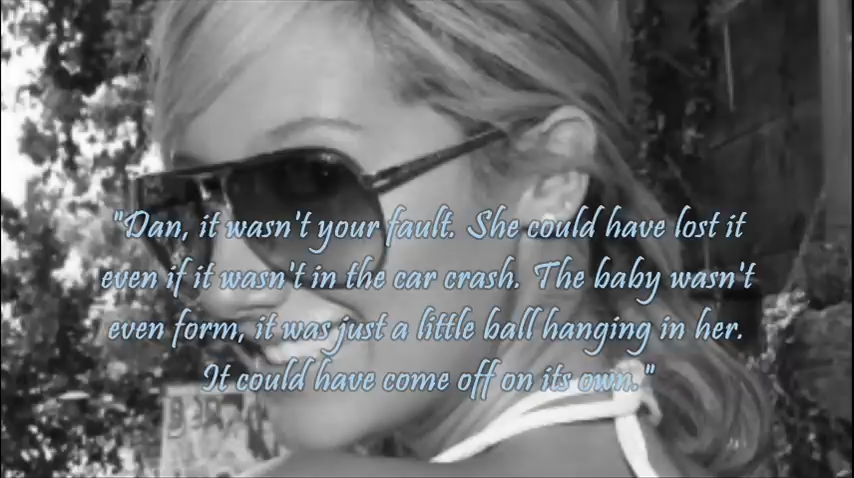 "Dan, it wasn't your fault. She could have lost it
even if it wasn't in the car crash. The baby wasn't
even form, it was just a little ball hanging in her.
It could have come off on its own."